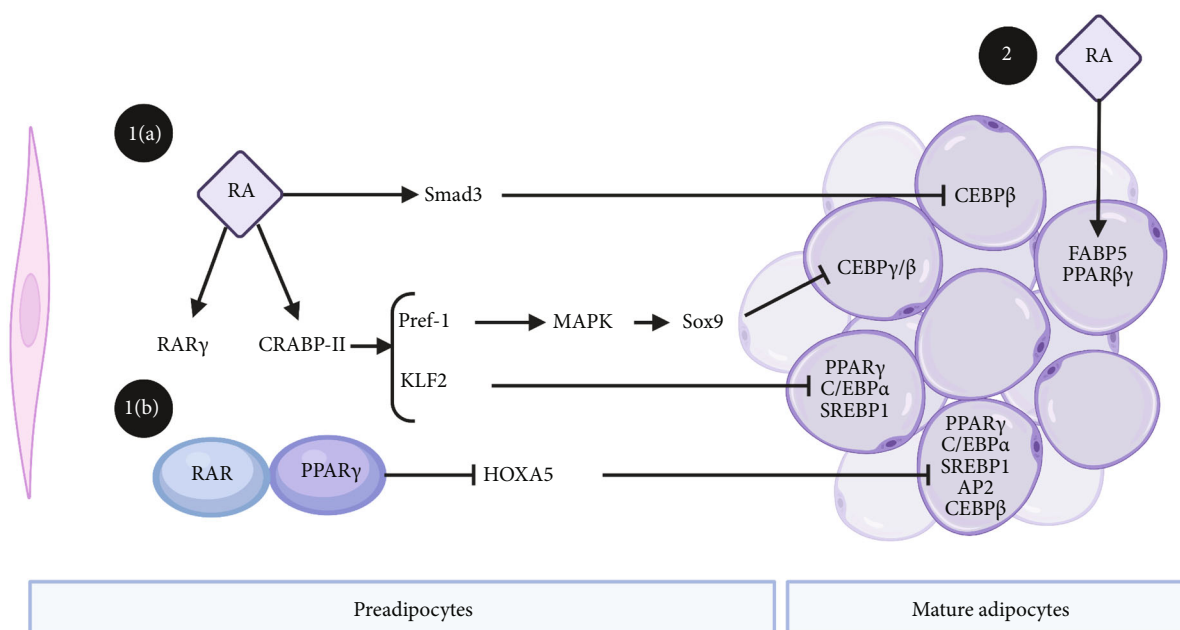 2
RA
1(a)
RA
Smad3
CEBPβ
CEBPγ/β
FABP5
PPARβγ
Pref-1
MAPK
Sox9
RARγ
CRABP-II
KLF2
PPARγ
C/EBPα
SREBP1
1(b)
RAR
PPARγ
HOXA5
PPARγ
C/EBPα
SREBP1
AP2
CEBPβ
Preadipocytes
Mature adipocytes